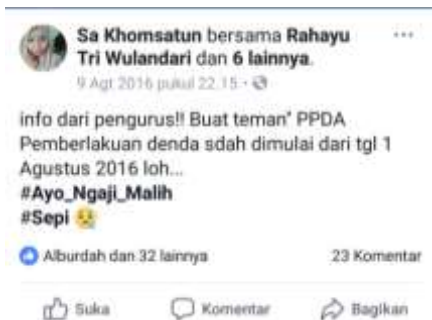 Sa Khomsatun bersama Rahayu
Tri Wulandari dan 6 lainnya.
9 Agt 2016 pukul 22.15 •
info dari pengurus!! Buat teman" PPDA
Pemberlakuan denda sdah dimulai dari tgl 1
Agustus 2016 loh...
#Ayo_Ngaji_Malih
#Sepi 😢
Alburdah dan 32 lainnya 23 Komentar
Suka Komentar Bagikan